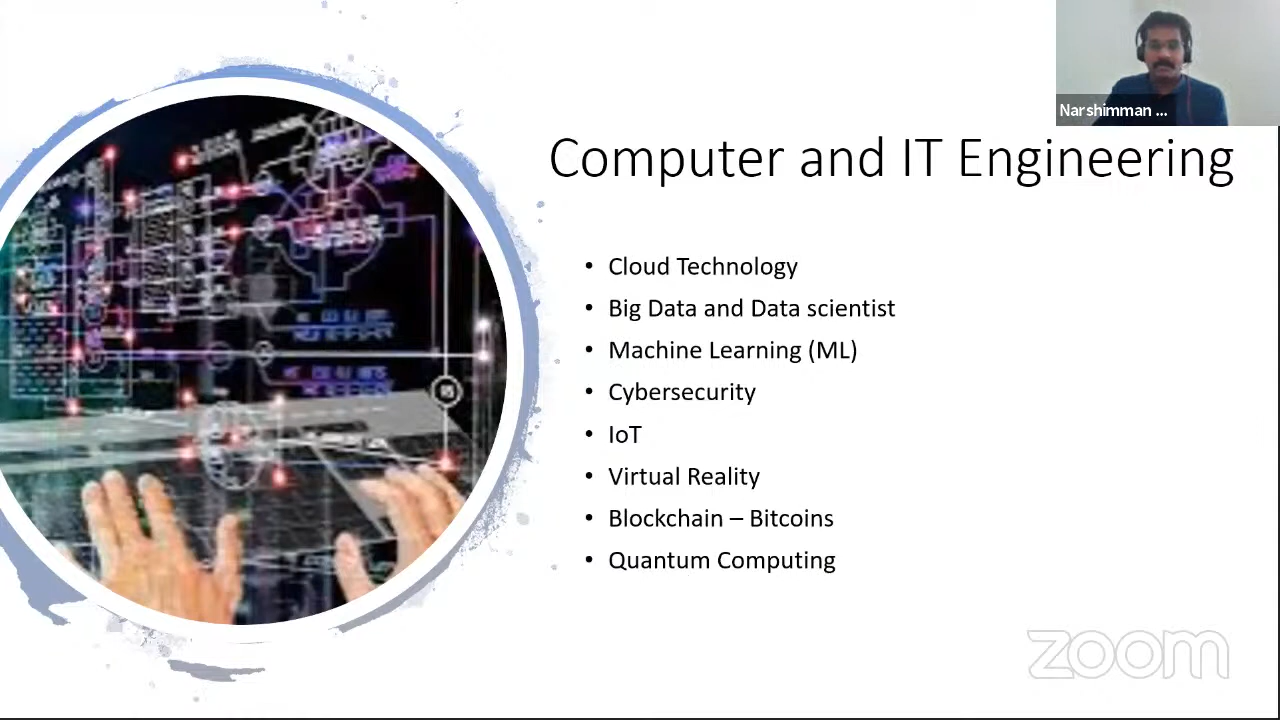 Narshimman ...
Computer and IT Engineering
• Cloud Technology
• Big Data and Data scientist
• Machine Learning (ML)
• Cybersecurity
• IoT
• Virtual Reality
• Blockchain – Bitcoins
• Quantum Computing
zoom